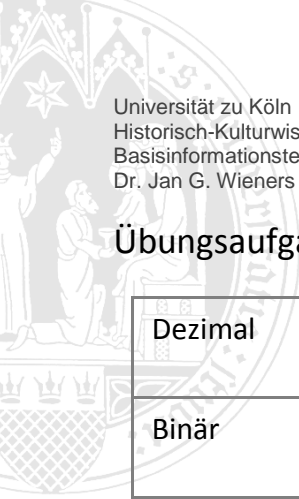 Universität zu Köln
Historisch-Kulturwis
Basisinformationste
Dr. Jan G. Wieners
Übungsaufga
Dezimal
Binär